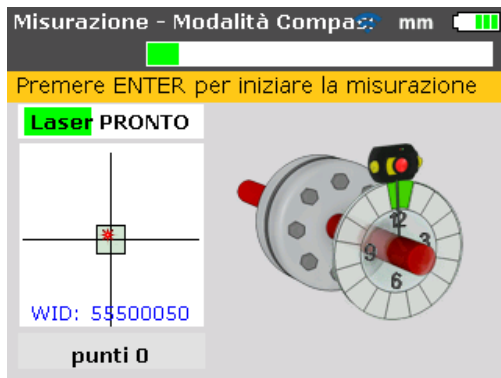 Misurazione - Modalità Compas: mm
Premere ENTER per iniziare la misurazione
Laser PRONTO
12
3
9
6
WID: 55500050
punti 0